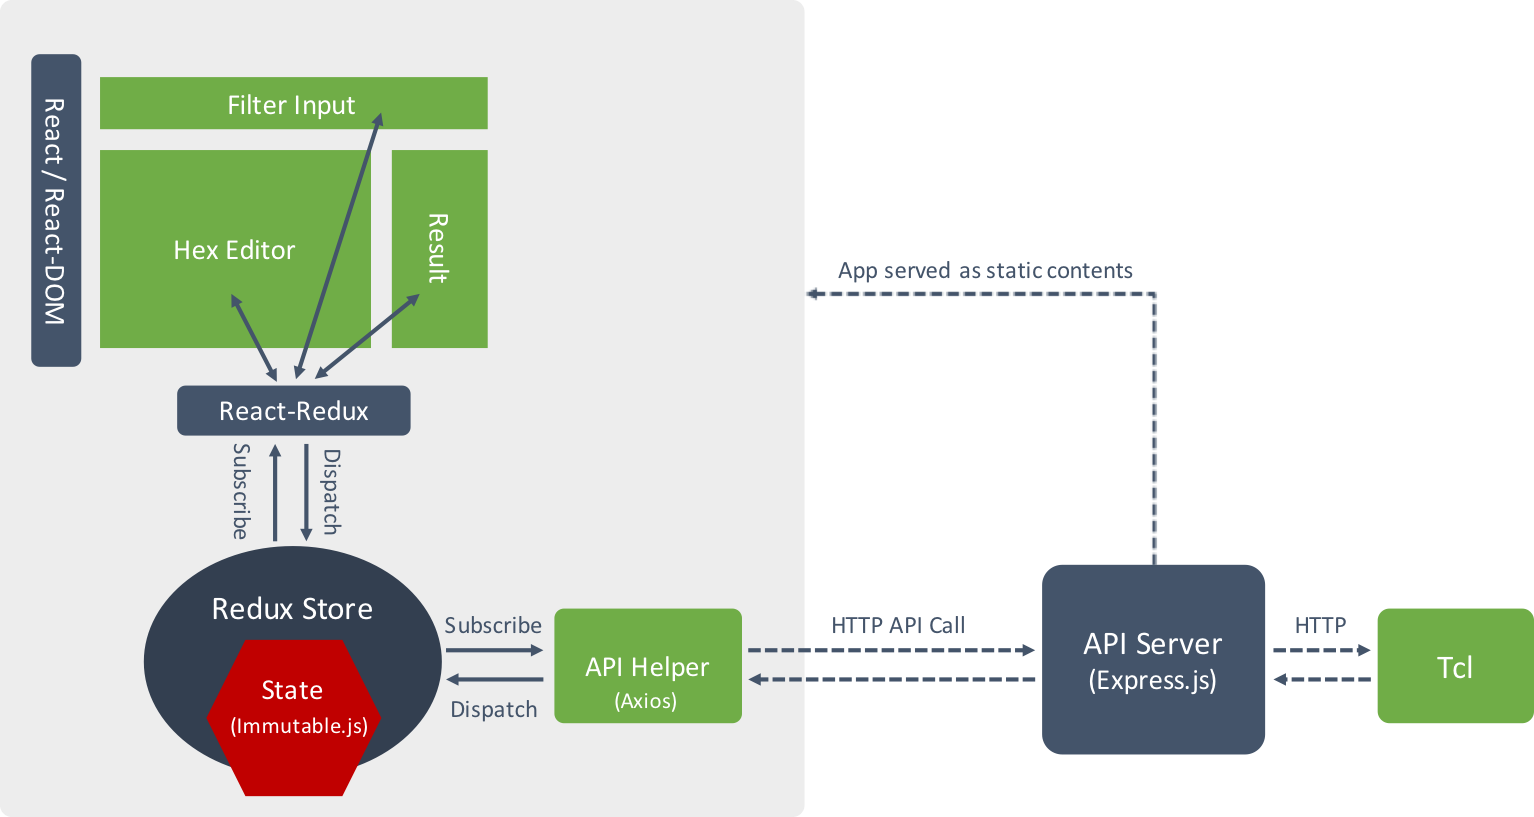 React / React-DOM
Filter Input
Hex Editor
Result
React-Redux
Subscribe
Dispatch
Redux Store
State
(Immutable.js)
Subscribe
Dispatch
API Helper
(Axios)
App served as static contents
HTTP API Call
API Server
(Express.js)
HTTP
Tcl